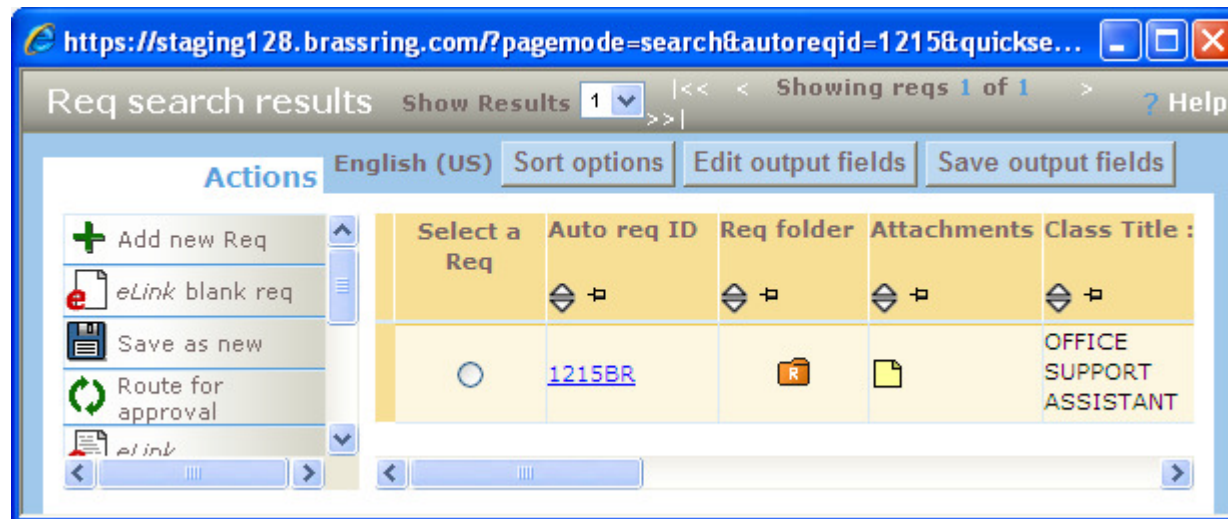 https://staging128.brassring.com/?pagemode=search&autoreqid=1215&quickse...
Req search results Show Results 1 |<< < Showing reqs 1 of 1 > ? Help
>>|
Actions English (US) Sort options Edit output fields Save output fields
Add new Req
eLink blank req
Save as new
Route for
approval
eLink
Select a Auto req ID Req folder Attachments Class Title :
Req
1215BR R OFFICE
SUPPORT
ASSISTANT